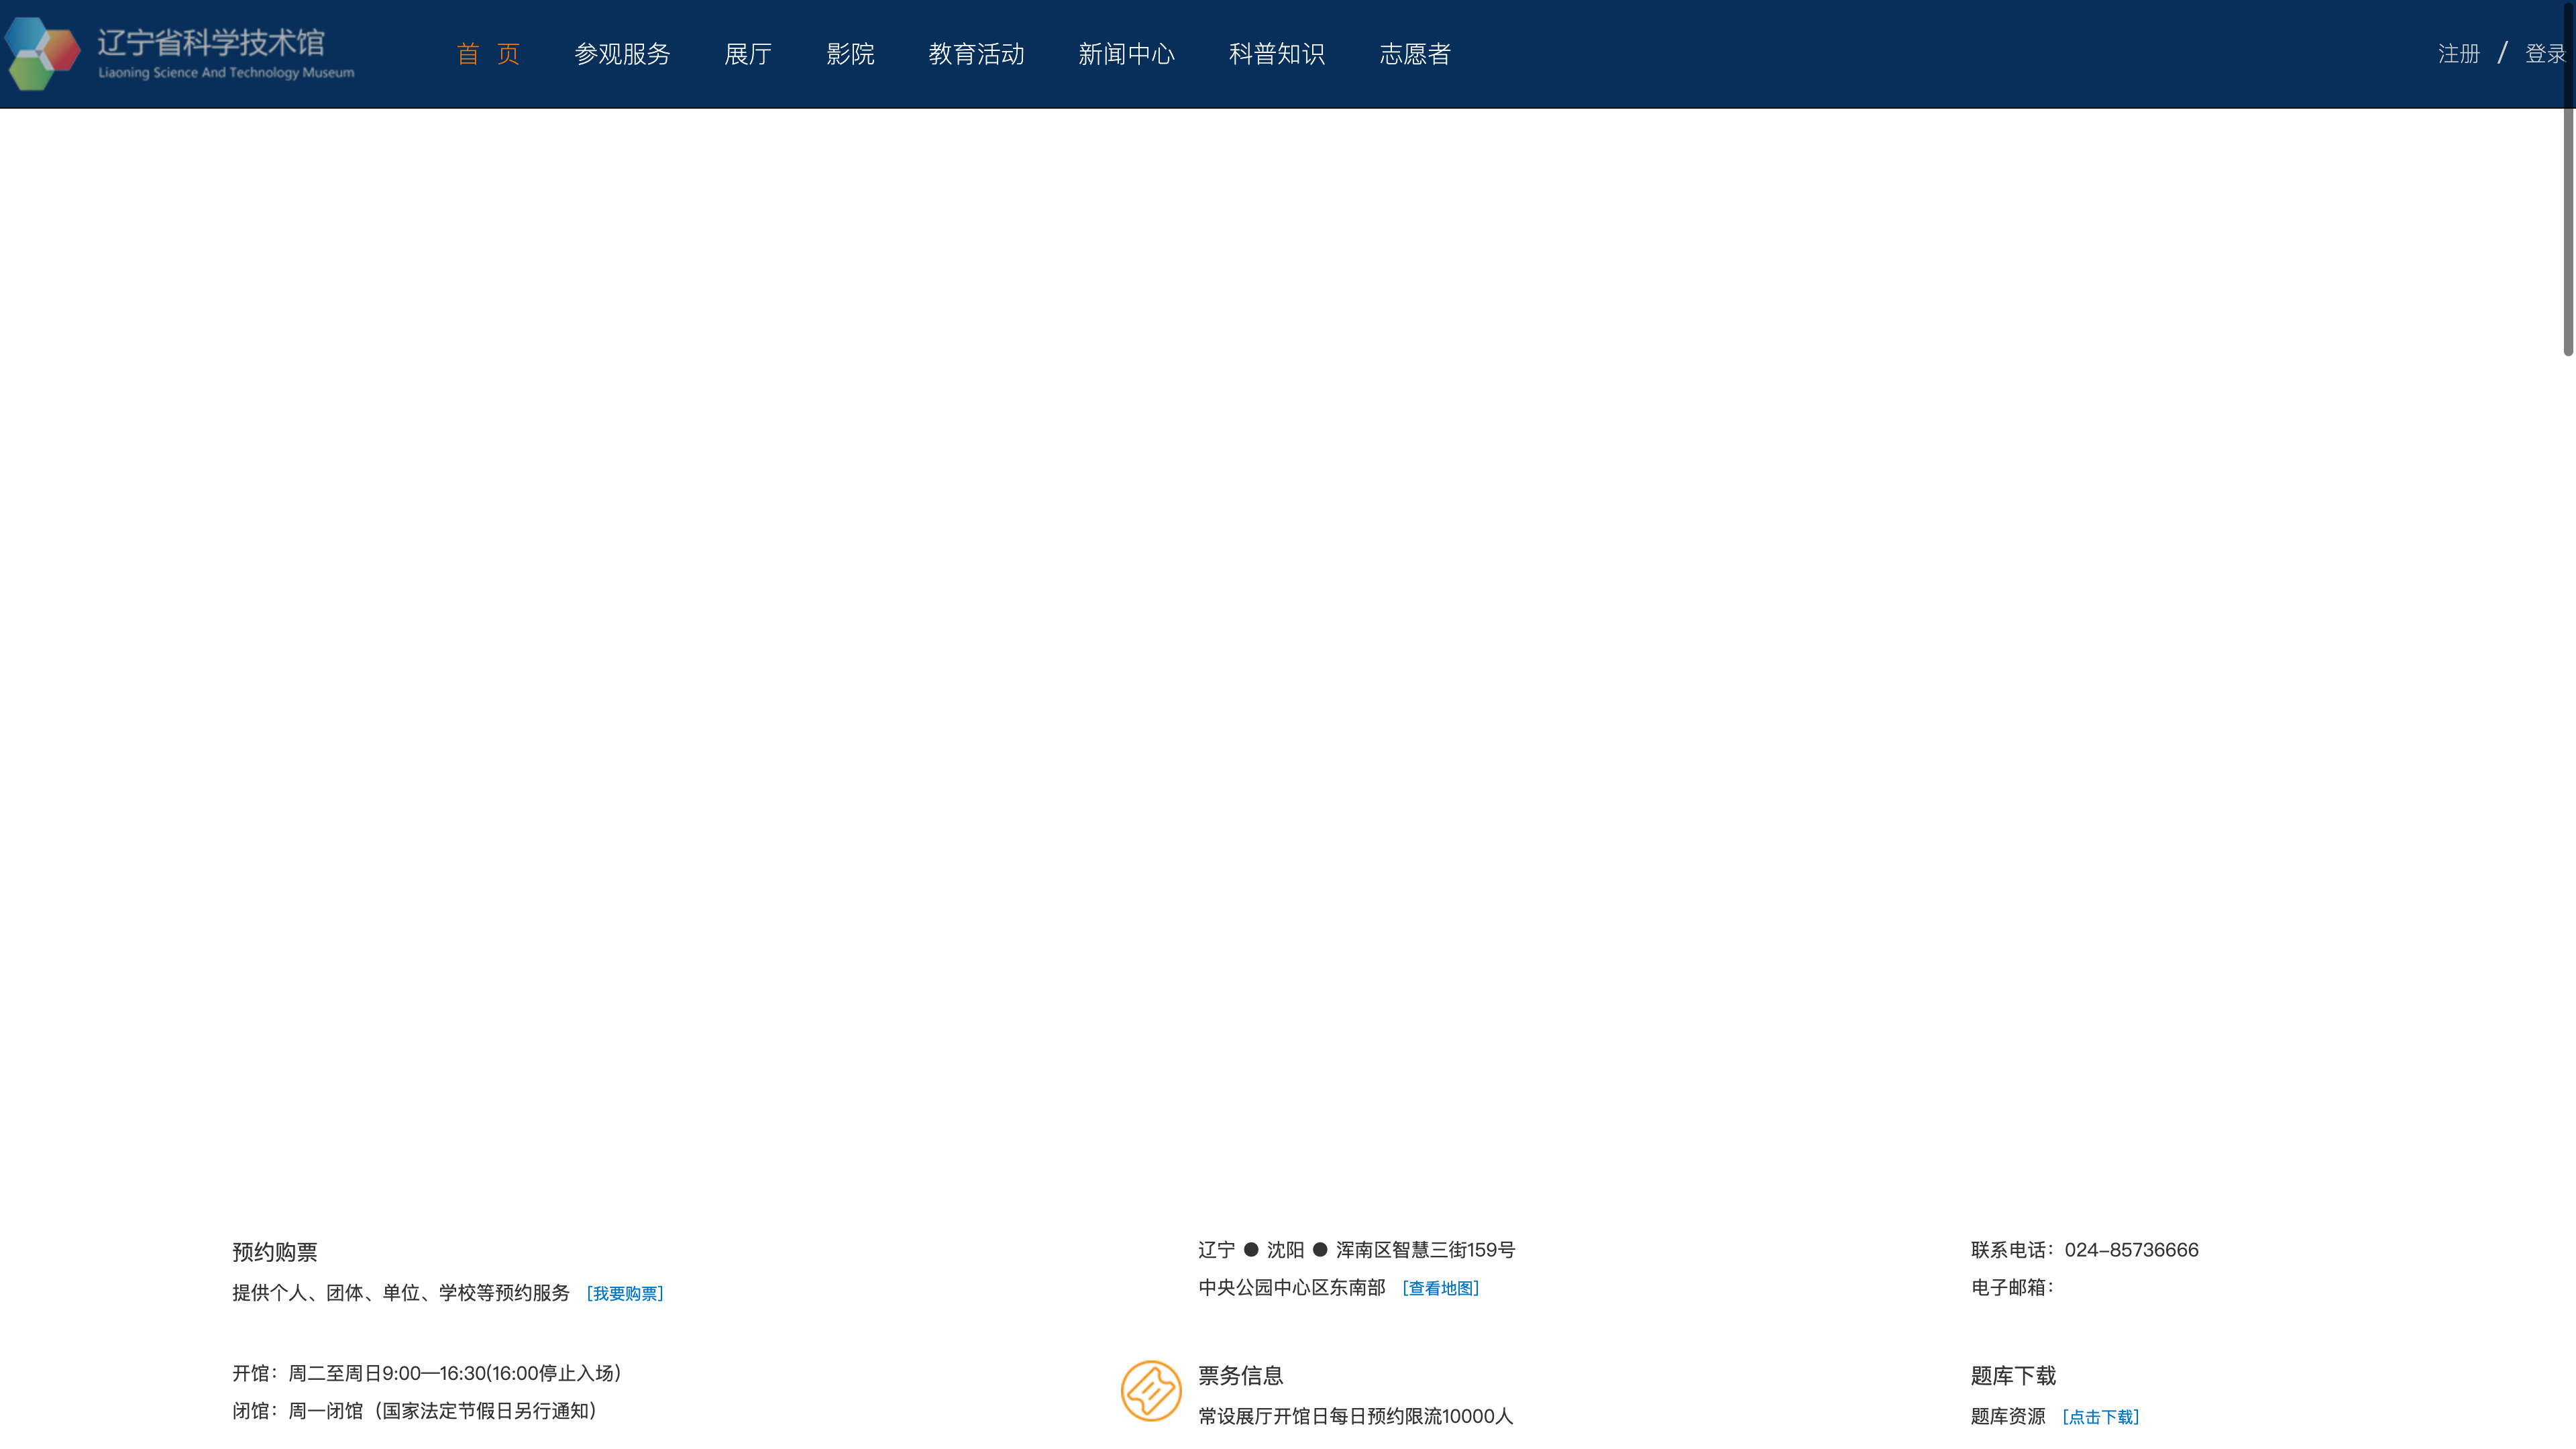 辽宁省科学技术馆
Liaoning Science And Technology Museum
首 页 参观服务 展厅 影院 教育活动 新闻中心 科普知识 志愿者
注册 / 登录
预约购票
提供个人、团体、单位、学校等预约服务 [我要购票]
辽宁 ● 沈阳 ● 浑南区智慧三街159号
中央公园中心区东南部 [查看地图]
联系电话：024-85736666
电子邮箱：
开馆：周二至周日9:00—16:30(16:00停止入场)
闭馆：周一闭馆（国家法定节假日另行通知）
票务信息
常设展厅开馆日每日预约限流10000人
题库下载
题库资源 [点击下载]